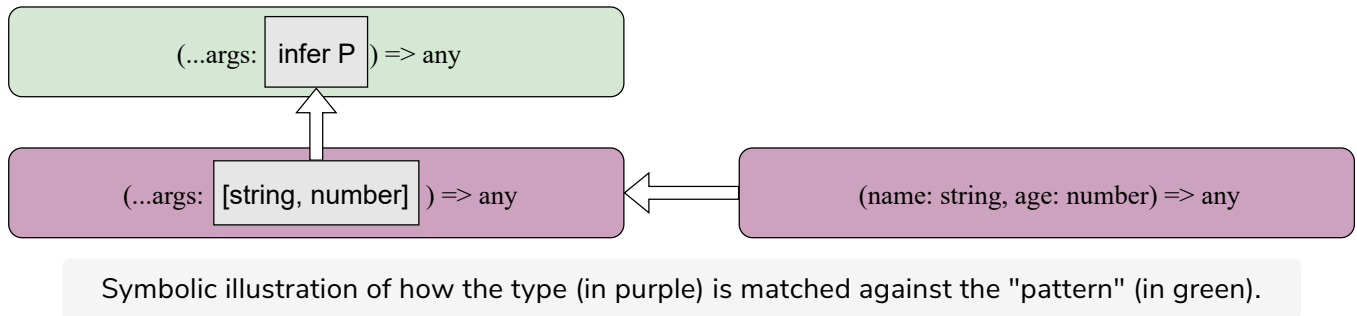 (...args: infer P) => any
(...args: [string, number] ) => any
(name: string, age: number) => any
Symbolic illustration of how the type (in purple) is matched against the "pattern" (in green).